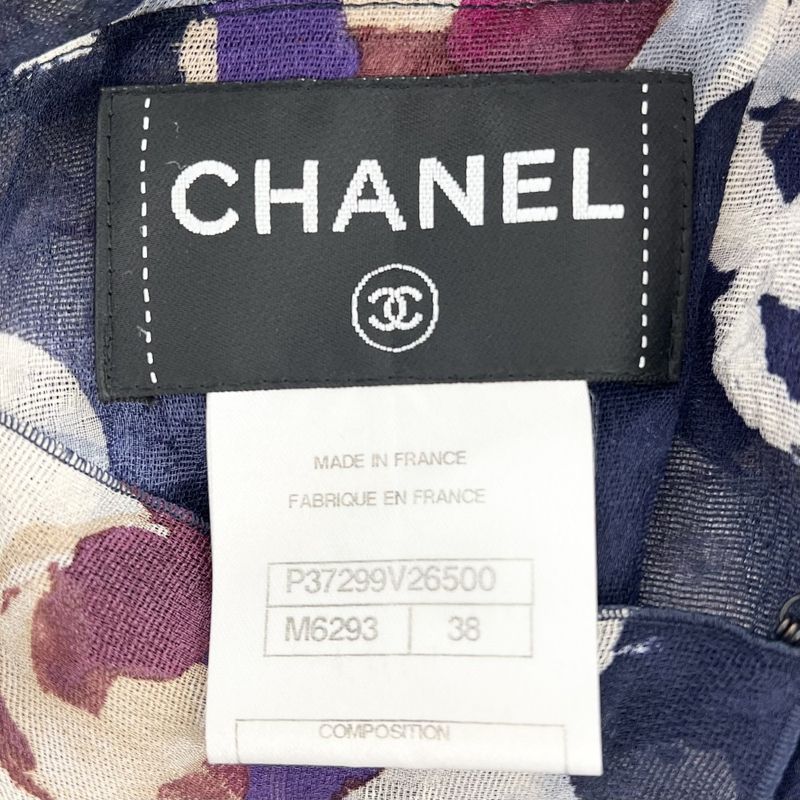 CHANEL
MADE IN FRANCE
FABRIQUE EN FRANCE
P37299V26500
M6293 38
COMPOSITION